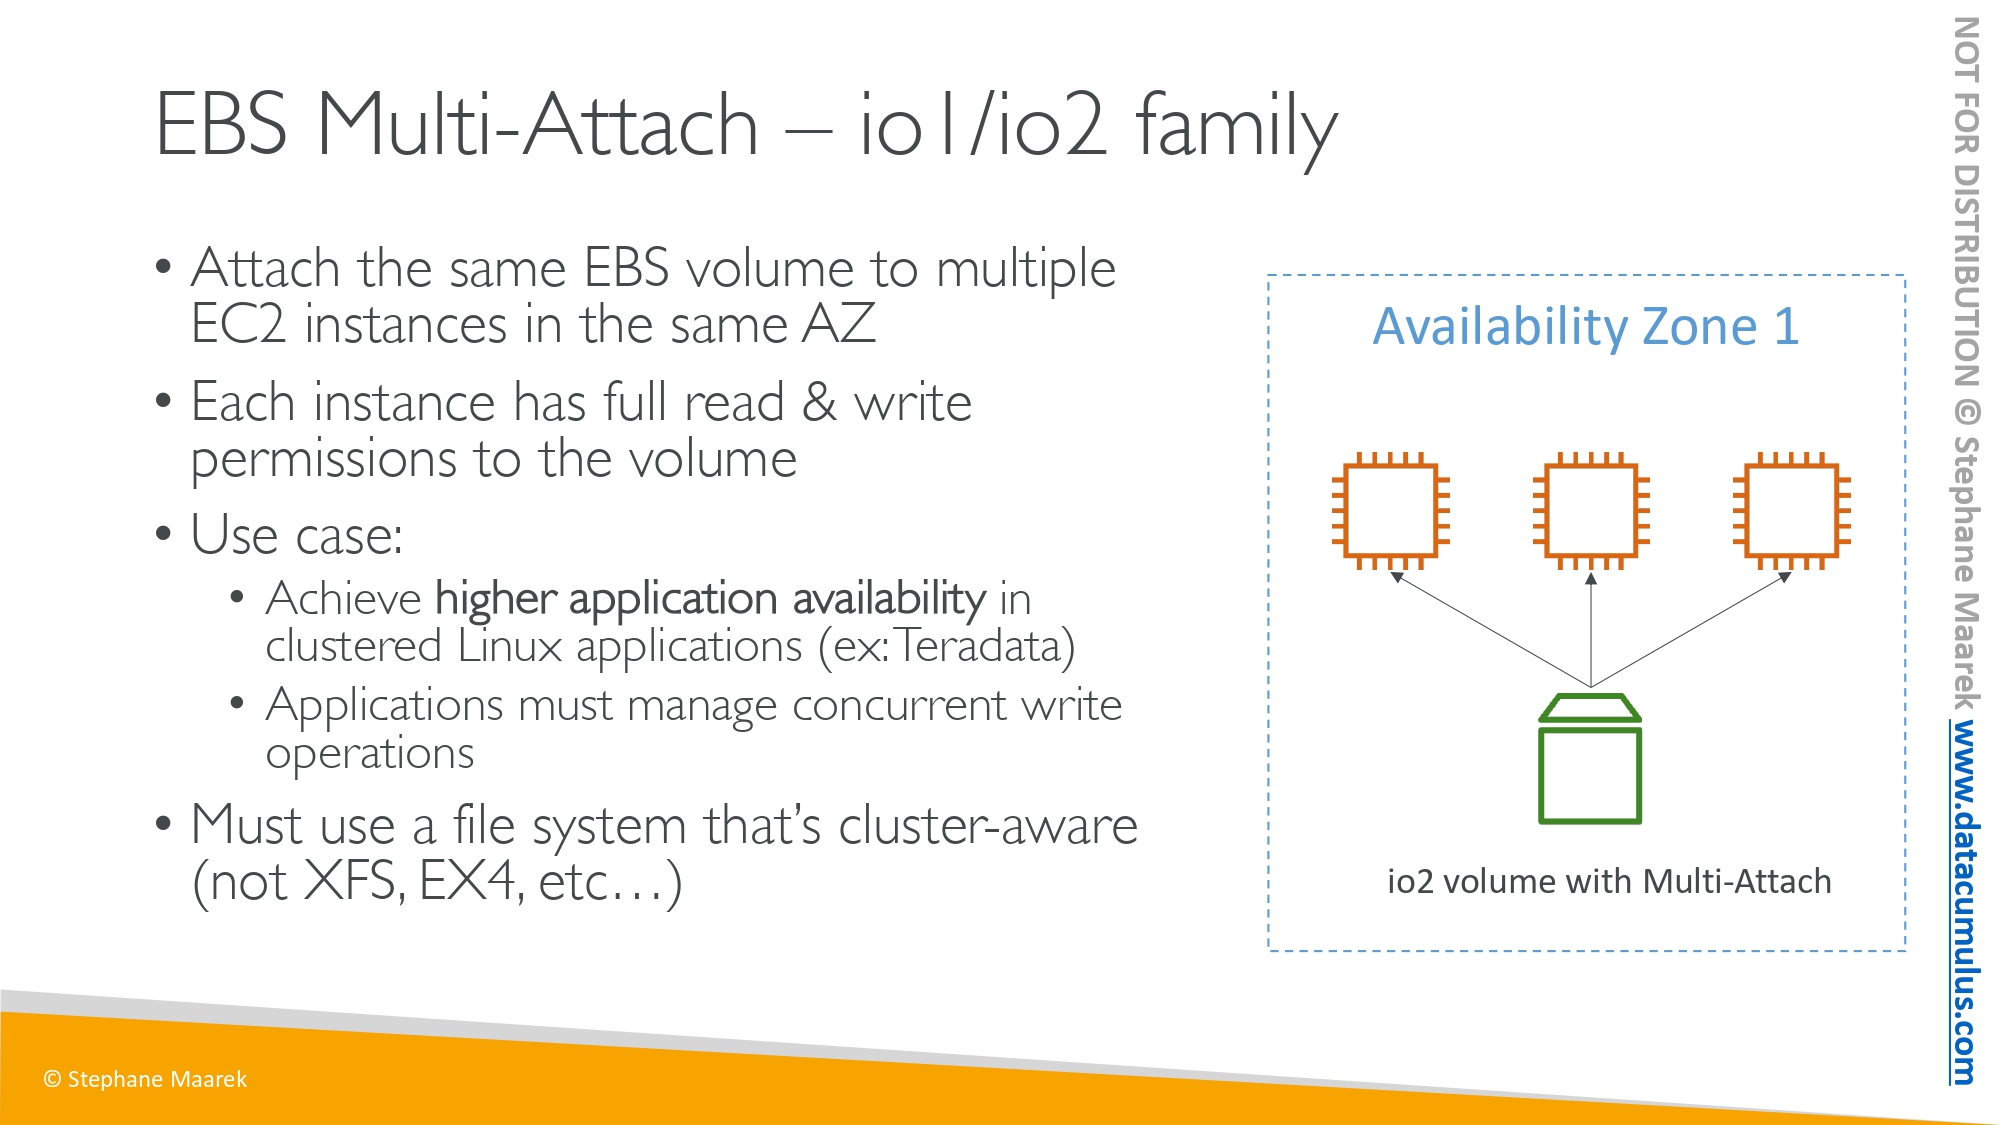 EBS Multi-Attach – io1/io2 family
• Attach the same EBS volume to multiple
EC2 instances in the same AZ
• Each instance has full read & write
permissions to the volume
• Use case:
• Achieve higher application availability in
clustered Linux applications (ex: Teradata)
• Applications must manage concurrent write
operations
• Must use a file system that’s cluster-aware
(not XFS, EX4, etc…)
Availability Zone 1
io2 volume with Multi-Attach
© Stephane Maarek
NOT FOR DISTRIBUTION © Stephane Maarek www.datacumulus.com